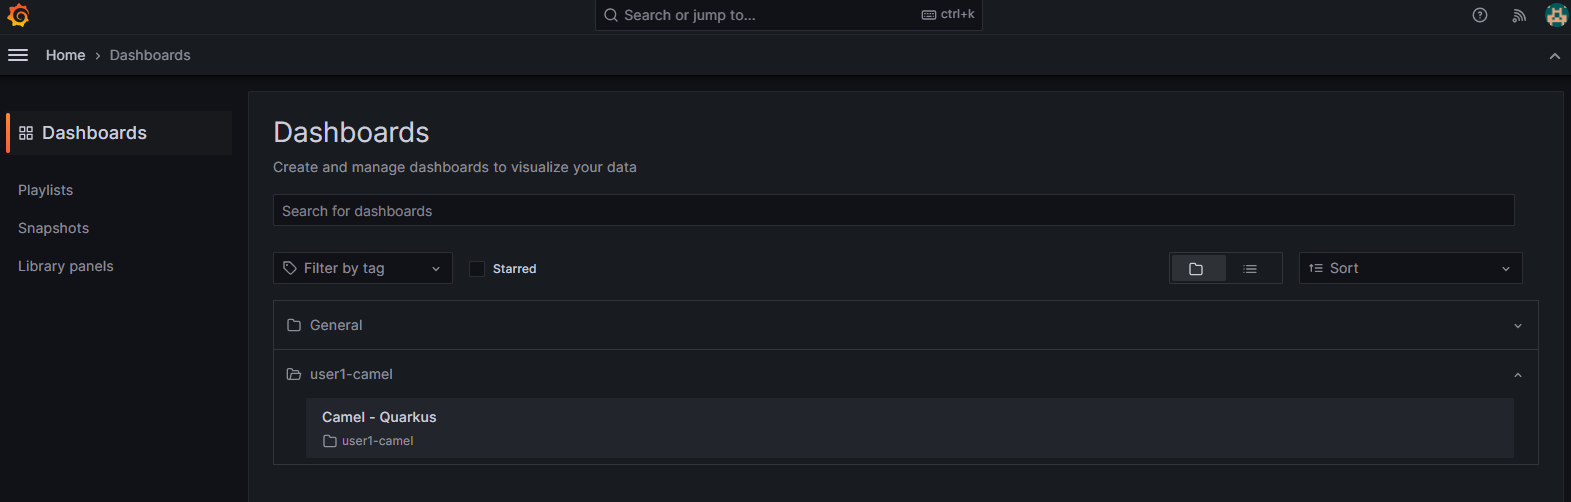 Search or jump to... ctrl+k
Home › Dashboards
Dashboards
Playlists
Snapshots
Library panels
Dashboards
Create and manage dashboards to visualize your data
Search for dashboards
Filter by tag Starred Sort
General
user1-camel
Camel - Quarkus
user1-camel